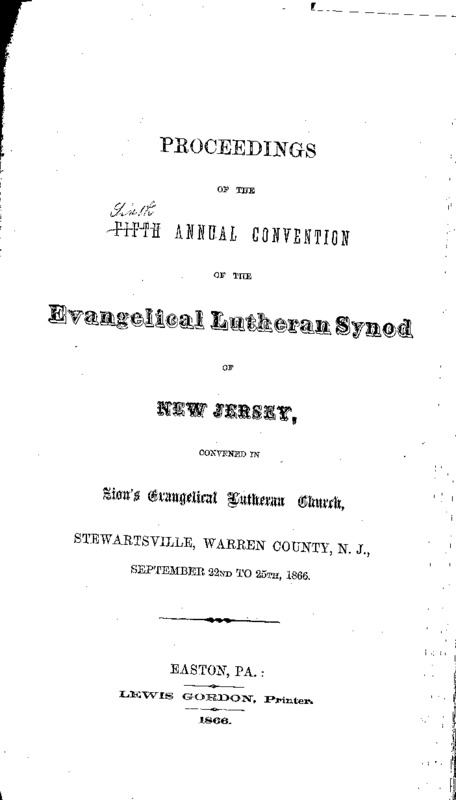 PROCEEDINGS
OF THE
Sixth
FIFTH ANNUAL CONVENTION
OF THE
Evangelical Lutheran Synod
OF
NEW JERSEY,
CONVENED IN
Zion's Evangelical Lutheran Church,
STEWARTSVILLE, WARREN COUNTY, N. J.,
SEPTEMBER 22ND TO 25TH, 1866.
EASTON, PA.:
LEWIS GORDON, Printer.
1866.